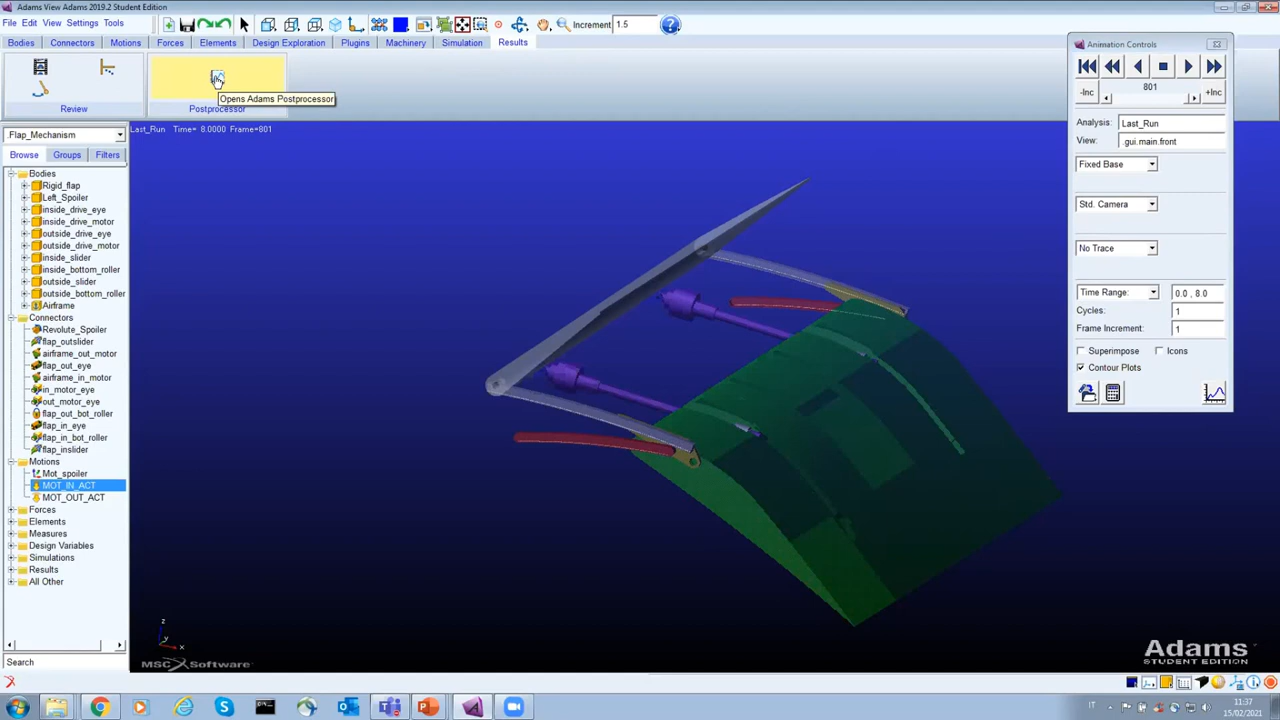 Adams View Adams 2019.2 Student Edition
File Edit View Settings Tools
Increment 1.5
Bodies Connectors Motions Forces Elements Design Exploration Plugins Machinery Simulation Results
Opens Adams Postprocessor
Review Postprocessor
.Flap_Mechanism
Last_Run Time= 8.0000 Frame=801
Browse Groups Filters
Bodies
Rigid_flap
Left_Spoiler
inside_drive_eye
inside_drive_motor
outside_drive_eye
outside_drive_motor
inside_slider
inside_bottom_roller
outside_slider
outside_bottom_roller
Airframe
Connectors
Revolute_Spoiler
flap_outslider
airframe_out_motor
flap_out_eye
airframe_in_motor
in_motor_eye
out_motor_eye
flap_out_bot_roller
flap_in_eye
flap_in_bot_roller
flap_inslider
Motions
Mot_spoiler
MOT_IN_ACT
MOT_OUT_ACT
Forces
Elements
Measures
Design Variables
Simulations
Results
All Other
Search
Animation Controls
-Inc 801 +Inc
Analysis: Last_Run
View: .gui.main.front
Fixed Base
Std. Camera
No Trace
Time Range: 0.0 , 8.0
Cycles: 1
Frame Increment: 1
Superimpose Icons
Contour Plots
z
y
x
MSC Software
Adams
STUDENT EDITION
IT
11:37
15/02/2021